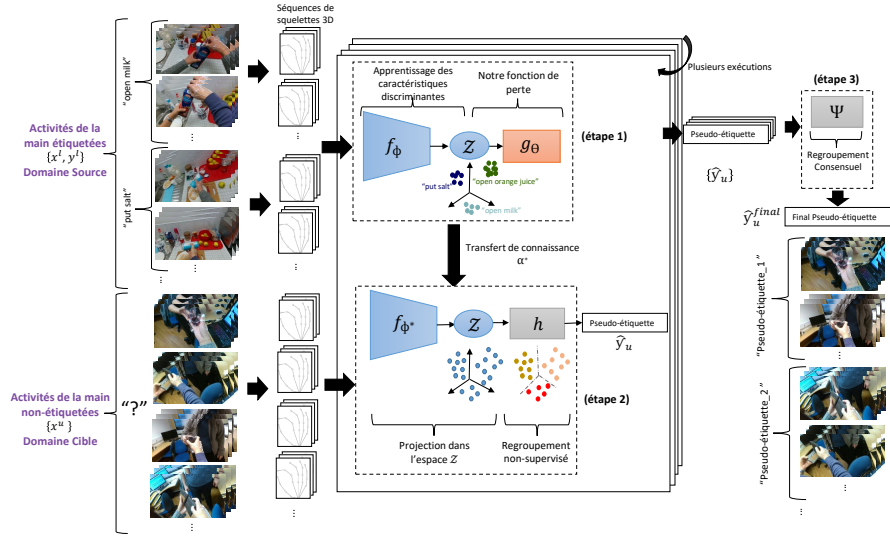 Séquences de
squelettes 3D
"open milk"
Activités de la
main étiquetées
{x^l, y^l}
Domaine Source
"put salt"
...
Apprentissage des
caractéristiques
discriminantes
Notre fonction de
perte
f_ϕ
Z
g_θ
(étape 1)
"put salt"
"open orange juice"
"open milk"
Plusieurs exécutions
Transfert de connaissance
α*
Activités de la main
non-étiquetées
{x^u}
Domaine Cible
"?"
f_ϕ*
Z
h
Pseudo-étiquette
ŷ_u
(étape 2)
Projection dans
l'espace Z
Regroupement
non-supervisé
Pseudo-étiquette
{ŷ_u}
(étape 3)
Ψ
Regroupement
Consensuel
ŷ_u^final
Final Pseudo-étiquette
"Pseudo-étiquette_1"
"Pseudo-étiquette_2"
...